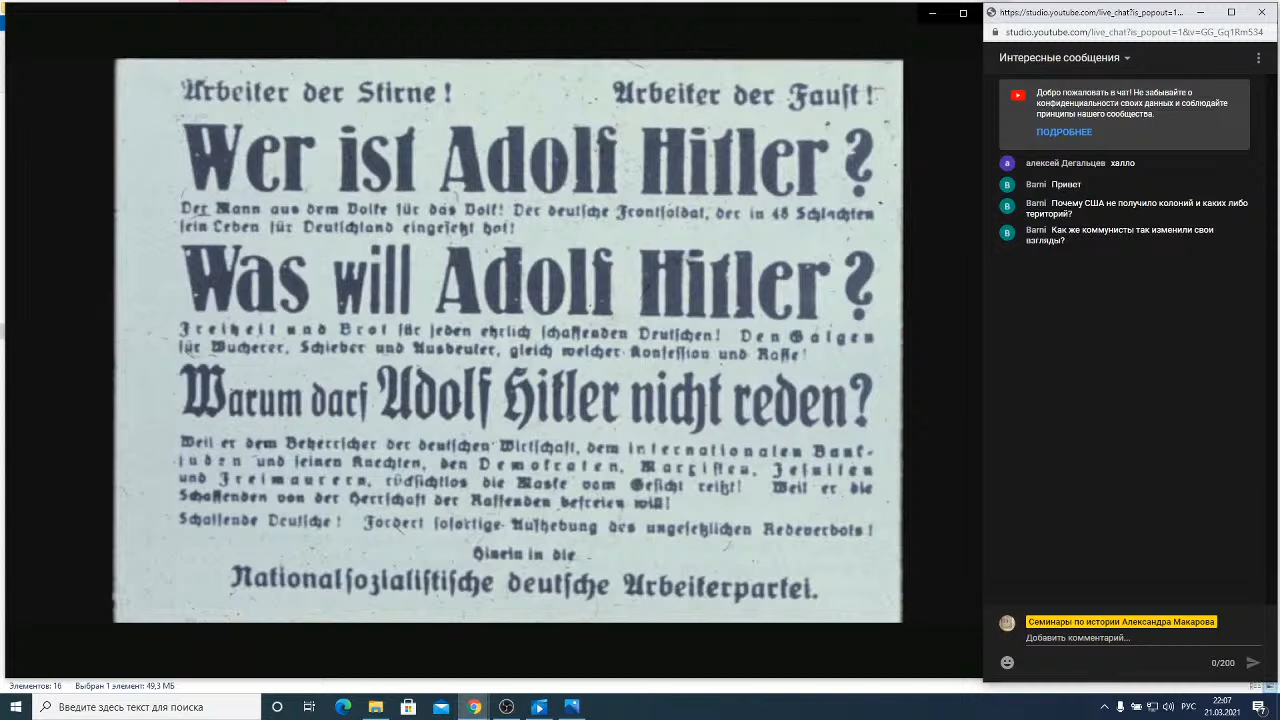 https://studio.youtube.com/live_chat?is_popout=1...
studio.youtube.com/live_chat?is_popout=1&v=GG_Gq1Rm534
Arbeiter der Stirne! Arbeiter der Faust!
Wer ist Adolf Hitler?
Der Mann aus dem Volke für das Volk! Der deutsche Frontsoldat, der in 48 Schlachten
sein Leben für Deutschland eingesetzt hat!
Was will Adolf Hitler?
Freiheit und Brot für jeden ehrlich schaffenden Deutschen! Den Galgen
für Wucherer, Schieber und Ausbeuter, gleich welcher Konfession und Rasse!
Warum darf Adolf Hitler nicht reden?
Weil er dem Beherrscher der deutschen Wirtschaft, dem internationalen Bank-
juden und seinen Knechten, den Demokraten, Marxisten, Jesuiten
und Freimaurern, rücksichtlos die Maske vom Gesicht reißt! Weil er die
Schaffenden von der Herrschaft der Raffenden befreien will!
Schaffende Deutsche! Fordert sofortige Aufhebung des ungesetzlichen Redeverbots!
Hinein in die
Nationalsozialistische deutsche Arbeiterpartei.
Интересные сообщения
Добро пожаловать в чат! Не забывайте о
конфиденциальности своих данных и соблюдайте
принципы нашего сообщества.
ПОДРОБНЕЕ
а алексей Дегальцев халло
B Barni Привет
B Barni Почему США не получило колоний и каких либо
территорий?
B Barni Как же коммунисты так изменили свои
взгляды?
Семинары по истории Александра Макарова
Добавить комментарий...
0/200
Элементов: 16 Выбран 1 элемент: 49,3 МБ
Введите здесь текст для поиска
РУС
22:07
21.03.2021